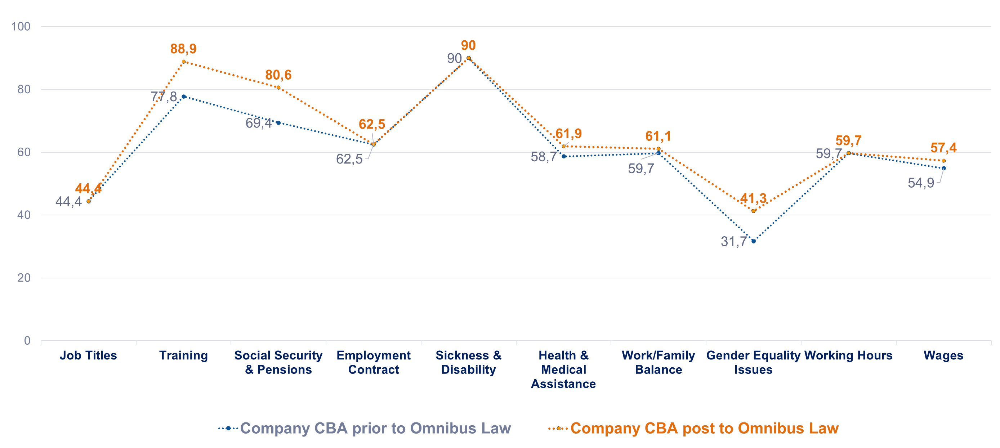 100
80
60
40
20
0
44,4
77,8
69,4
62,5
90
58,7
59,7
31,7
59,7
54,9
44,4
88,9
80,6
62,5
90
61,9
61,1
41,3
59,7
57,4
Job Titles
Training
Social Security
& Pensions
Employment
Contract
Sickness &
Disability
Health &
Medical
Assistance
Work/Family
Balance
Gender Equality
Issues
Working Hours
Wages
Company CBA prior to Omnibus Law
Company CBA post to Omnibus Law